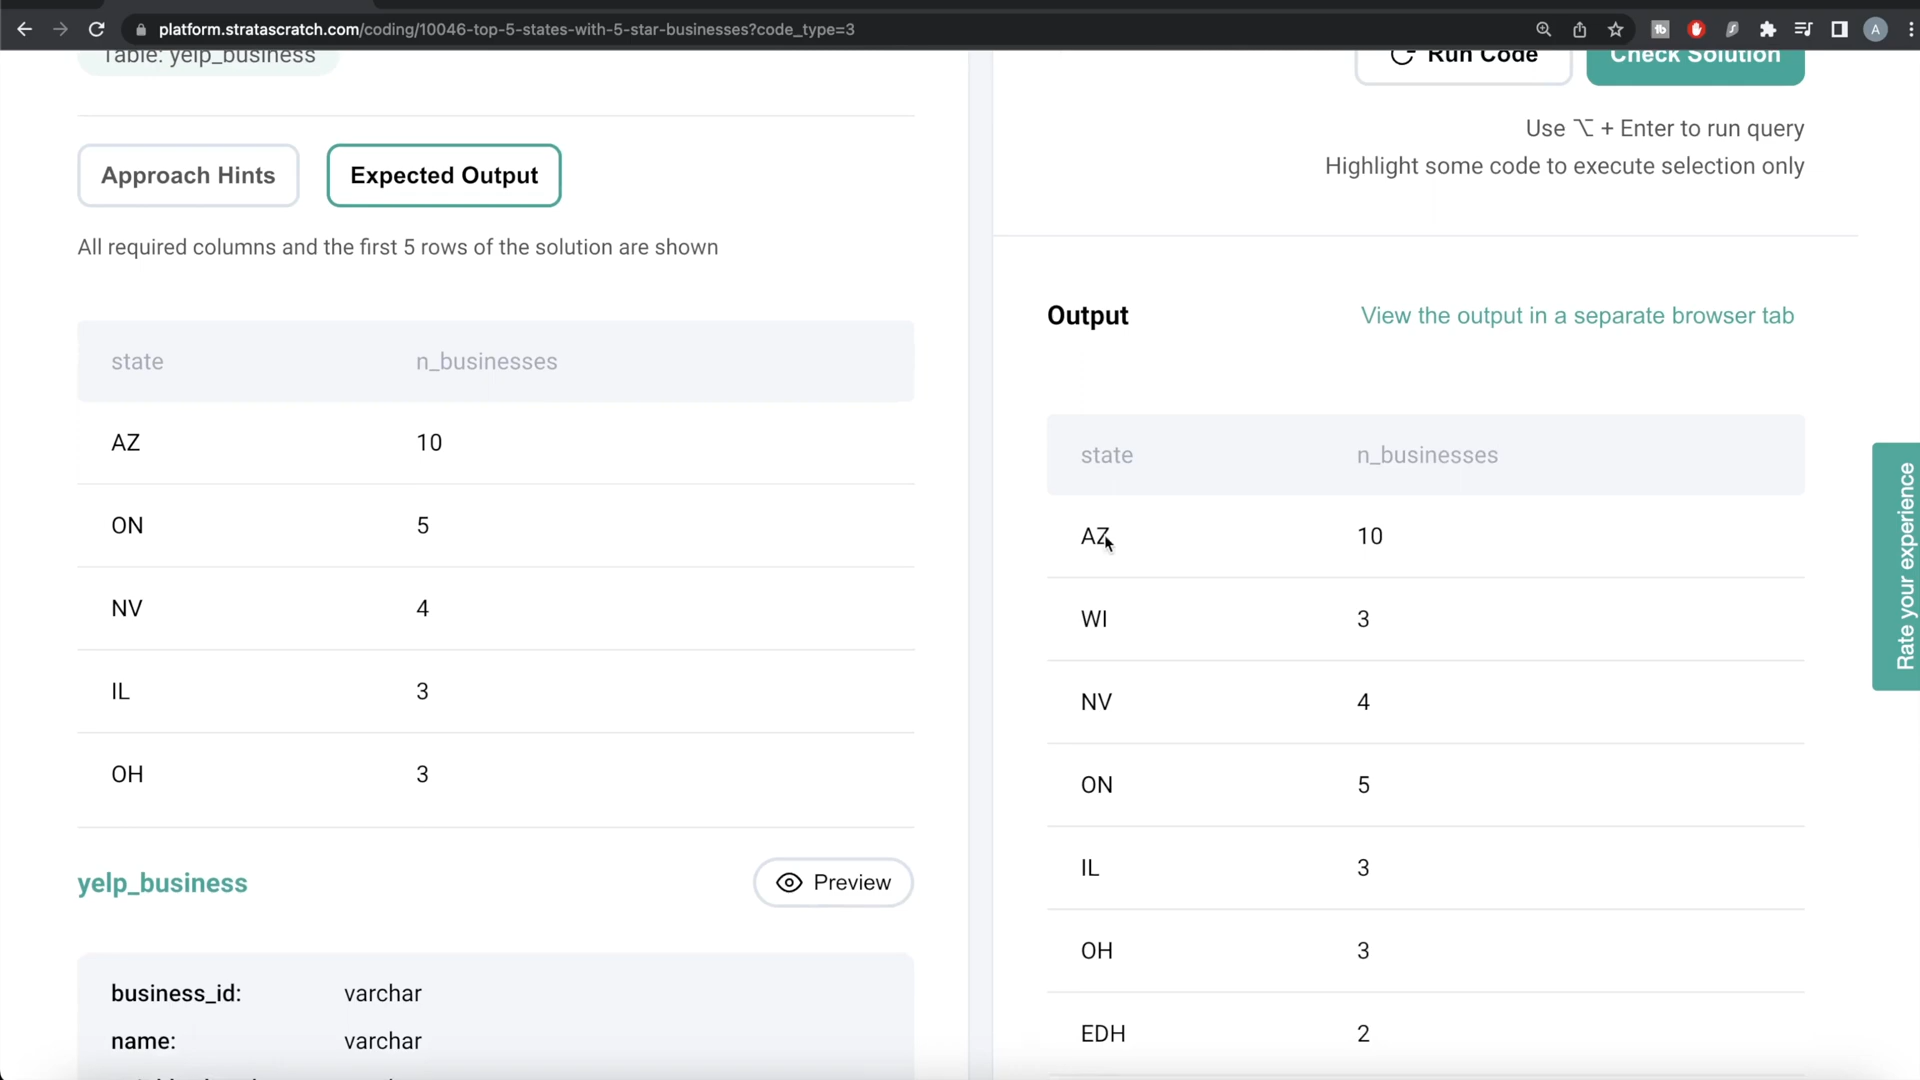 platform.stratascratch.com/coding/10046-top-5-states-with-5-star-businesses?code_type=3
A
Table: yelp_business
Approach Hints
Expected Output
All required columns and the first 5 rows of the solution are shown
state n_businesses
AZ 10
ON 5
NV 4
IL 3
OH 3
yelp_business
Preview
business_id: varchar
name: varchar
Run Code
Check Solution
Use ⌥ + Enter to run query
Highlight some code to execute selection only
Output
View the output in a separate browser tab
state n_businesses
AZ 10
WI 3
NV 4
ON 5
IL 3
OH 3
EDH 2
Rate your experience